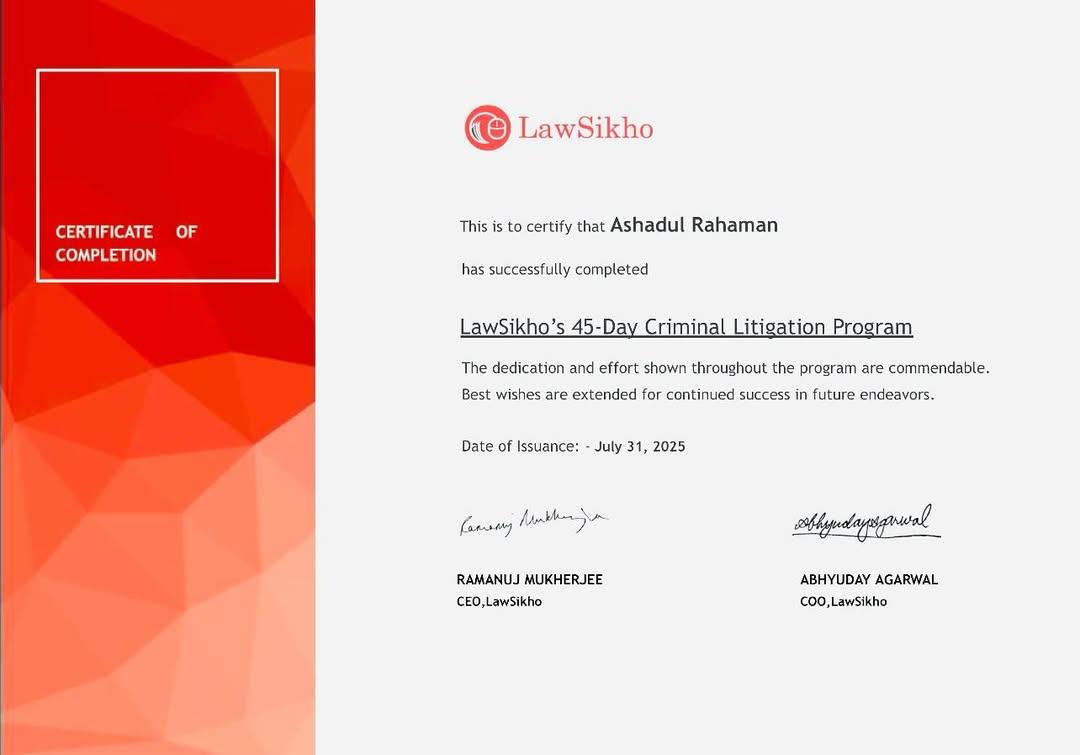 CERTIFICATE OF
COMPLETION
LawSikho
This is to certify that Ashadul Rahaman
has successfully completed
LawSikho’s 45-Day Criminal Litigation Program
The dedication and effort shown throughout the program are commendable.
Best wishes are extended for continued success in future endeavors.
Date of Issuance: - July 31, 2025
Ramanuj Mukherjee
Abhyudayagarwal
RAMANUJ MUKHERJEE
CEO,LawSikho
ABHYUDAY AGARWAL
COO,LawSikho